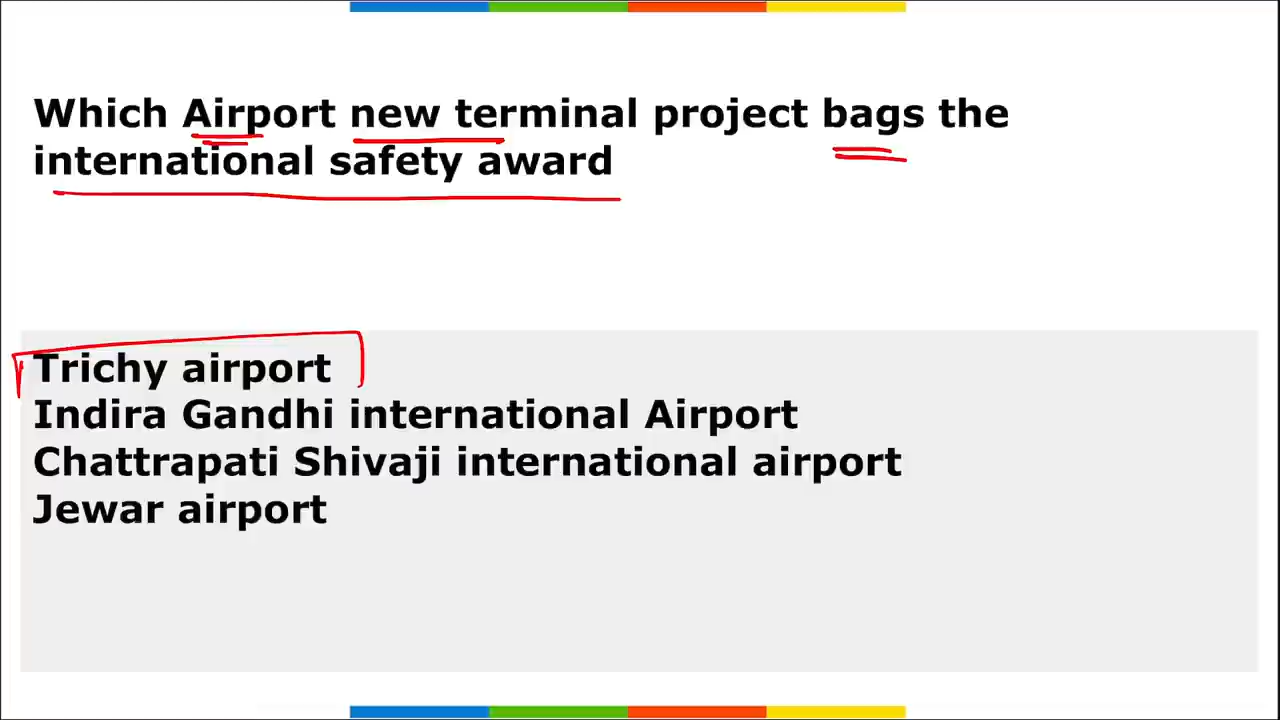 Which Airport new terminal project bags the
international safety award
Trichy airport
Indira Gandhi international Airport
Chattrapati Shivaji international airport
Jewar airport